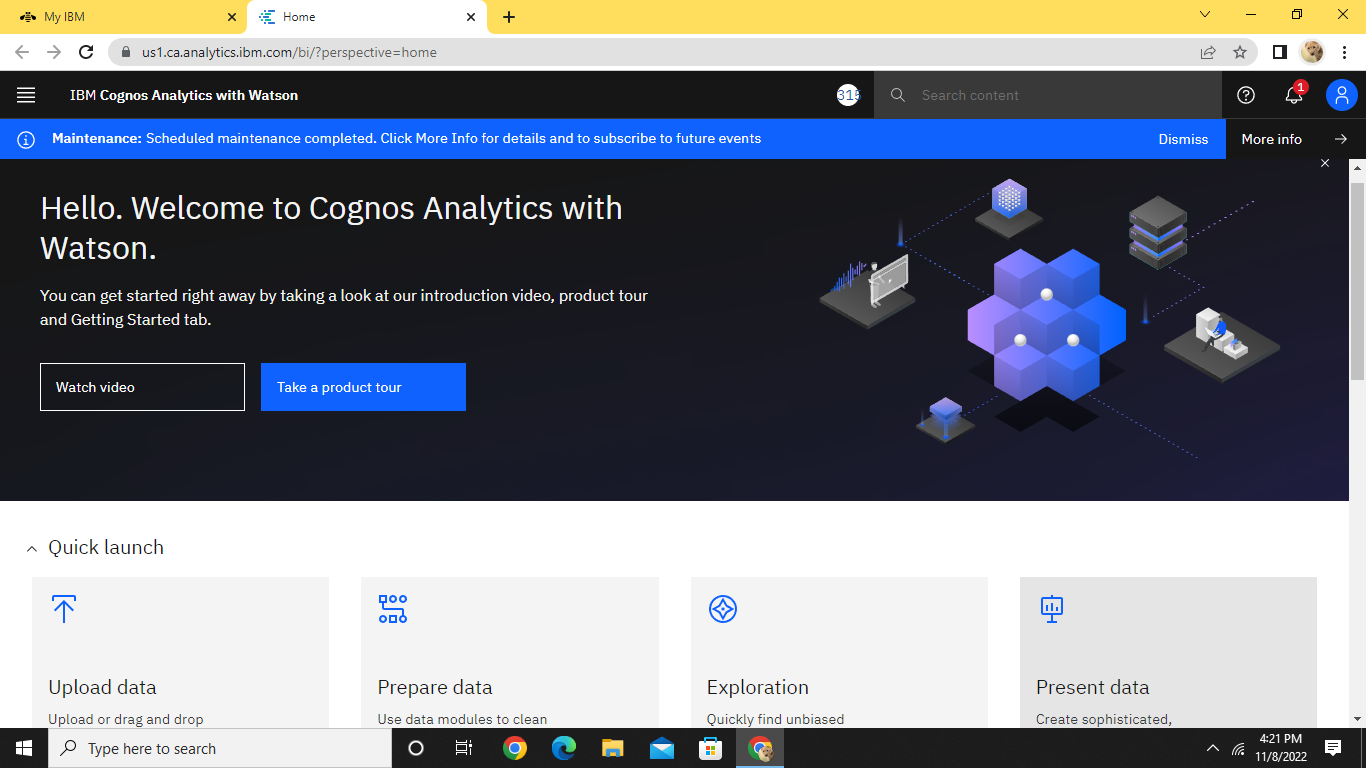 My IBM
Home
us1.ca.analytics.ibm.com/bi/?perspective=home
IBM Cognos Analytics with Watson
315
Search content
1
Maintenance: Scheduled maintenance completed. Click More Info for details and to subscribe to future events
Dismiss
More info
Hello. Welcome to Cognos Analytics with
Watson.
You can get started right away by taking a look at our introduction video, product tour
and Getting Started tab.
Watch video
Take a product tour
Quick launch
Upload data
Upload or drag and drop
Prepare data
Use data modules to clean
Exploration
Quickly find unbiased
Present data
Create sophisticated,
Type here to search
4:21 PM
11/8/2022